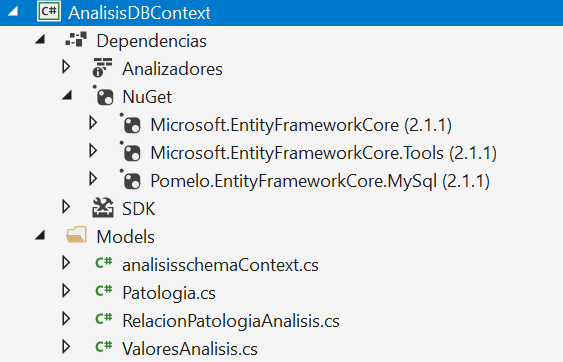 C# AnalisisDBContext
Dependencias
Analizadores
NuGet
Microsoft.EntityFrameworkCore (2.1.1)
Microsoft.EntityFrameworkCore.Tools (2.1.1)
Pomelo.EntityFrameworkCore.MySql (2.1.1)
SDK
Models
C# analisisschemaContext.cs
C# Patologia.cs
C# RelacionPatologiaAnalisis.cs
C# ValoresAnalisis.cs